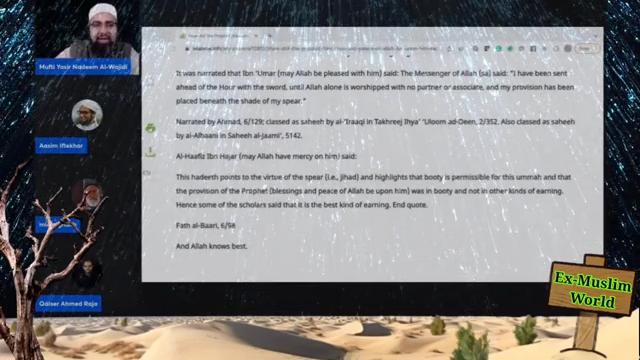 Mufti Yasir Nadeem Al-Wajidi
It was narrated that Ibn 'Umar (may Allah be pleased with him) said: The Messenger of Allah (sa) said: "I have been sent
ahead of the Hour with the sword, until Allah alone is worshipped with no partner or associate, and my provision has been
placed beneath the shade of my spear."
Narrated by Ahmad, 6/129; classed as saheeh by al-'Iraaqi in Takhreej Ihya' 'Uloom ad-Deen, 2/352. Also classed as saheeh
by al-Albaani in Saheeh al-Jaami', 5142.
Aasim Iftekhar
Al-Haafiz Ibn Hajar (may Allah have mercy on him) said:
This hadeeth points to the virtue of the spear (i.e., jihad) and highlights that booty is permissible for this ummah and that
the provision of the Prophet (blessings and peace of Allah be upon him) was in booty and not in other kinds of earning.
Hence some of the scholars said that it is the best kind of earning. End quote.
Fath al-Baari, 6/98
And Allah knows best.
Qaiser Ahmed Raja
Ex-Muslim
World